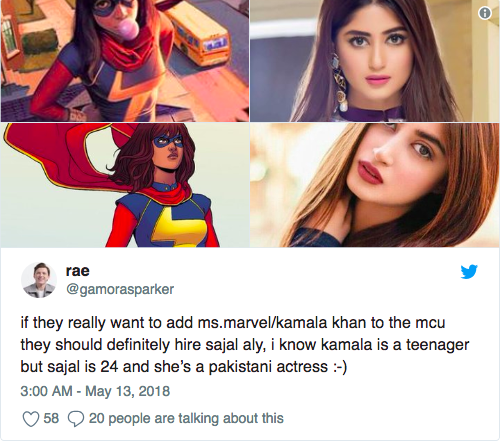 rae
@gamorasparker
if they really want to add ms.marvel/kamala khan to the mcu
they should definitely hire sajal aly, i know kamala is a teenager
but sajal is 24 and she's a pakistani actress :-)
3:00 AM - May 13, 2018
58 20 people are talking about this